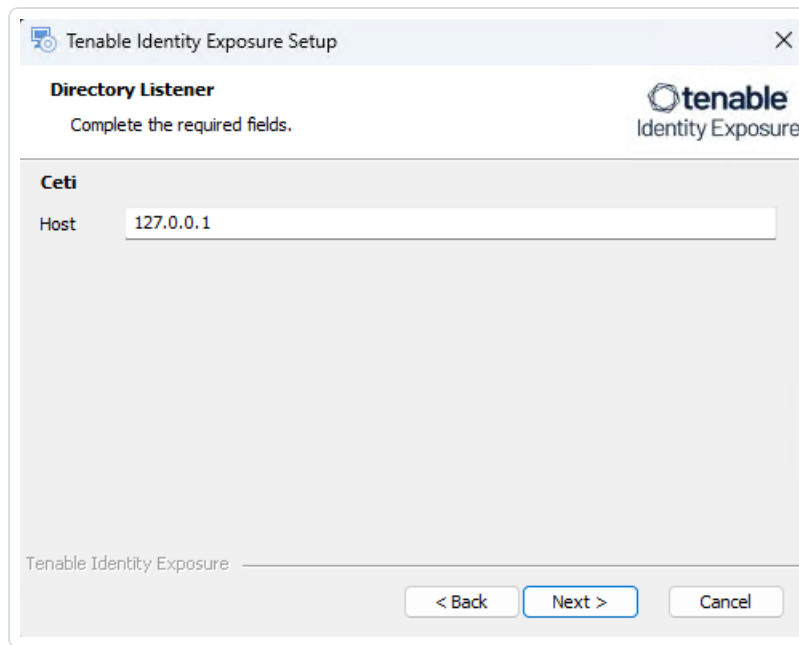 Tenable Identity Exposure Setup
Directory Listener
Complete the required fields.
tenable
Identity Exposure
Ceti
Host 127.0.0.1
Tenable Identity Exposure
< Back Next > Cancel